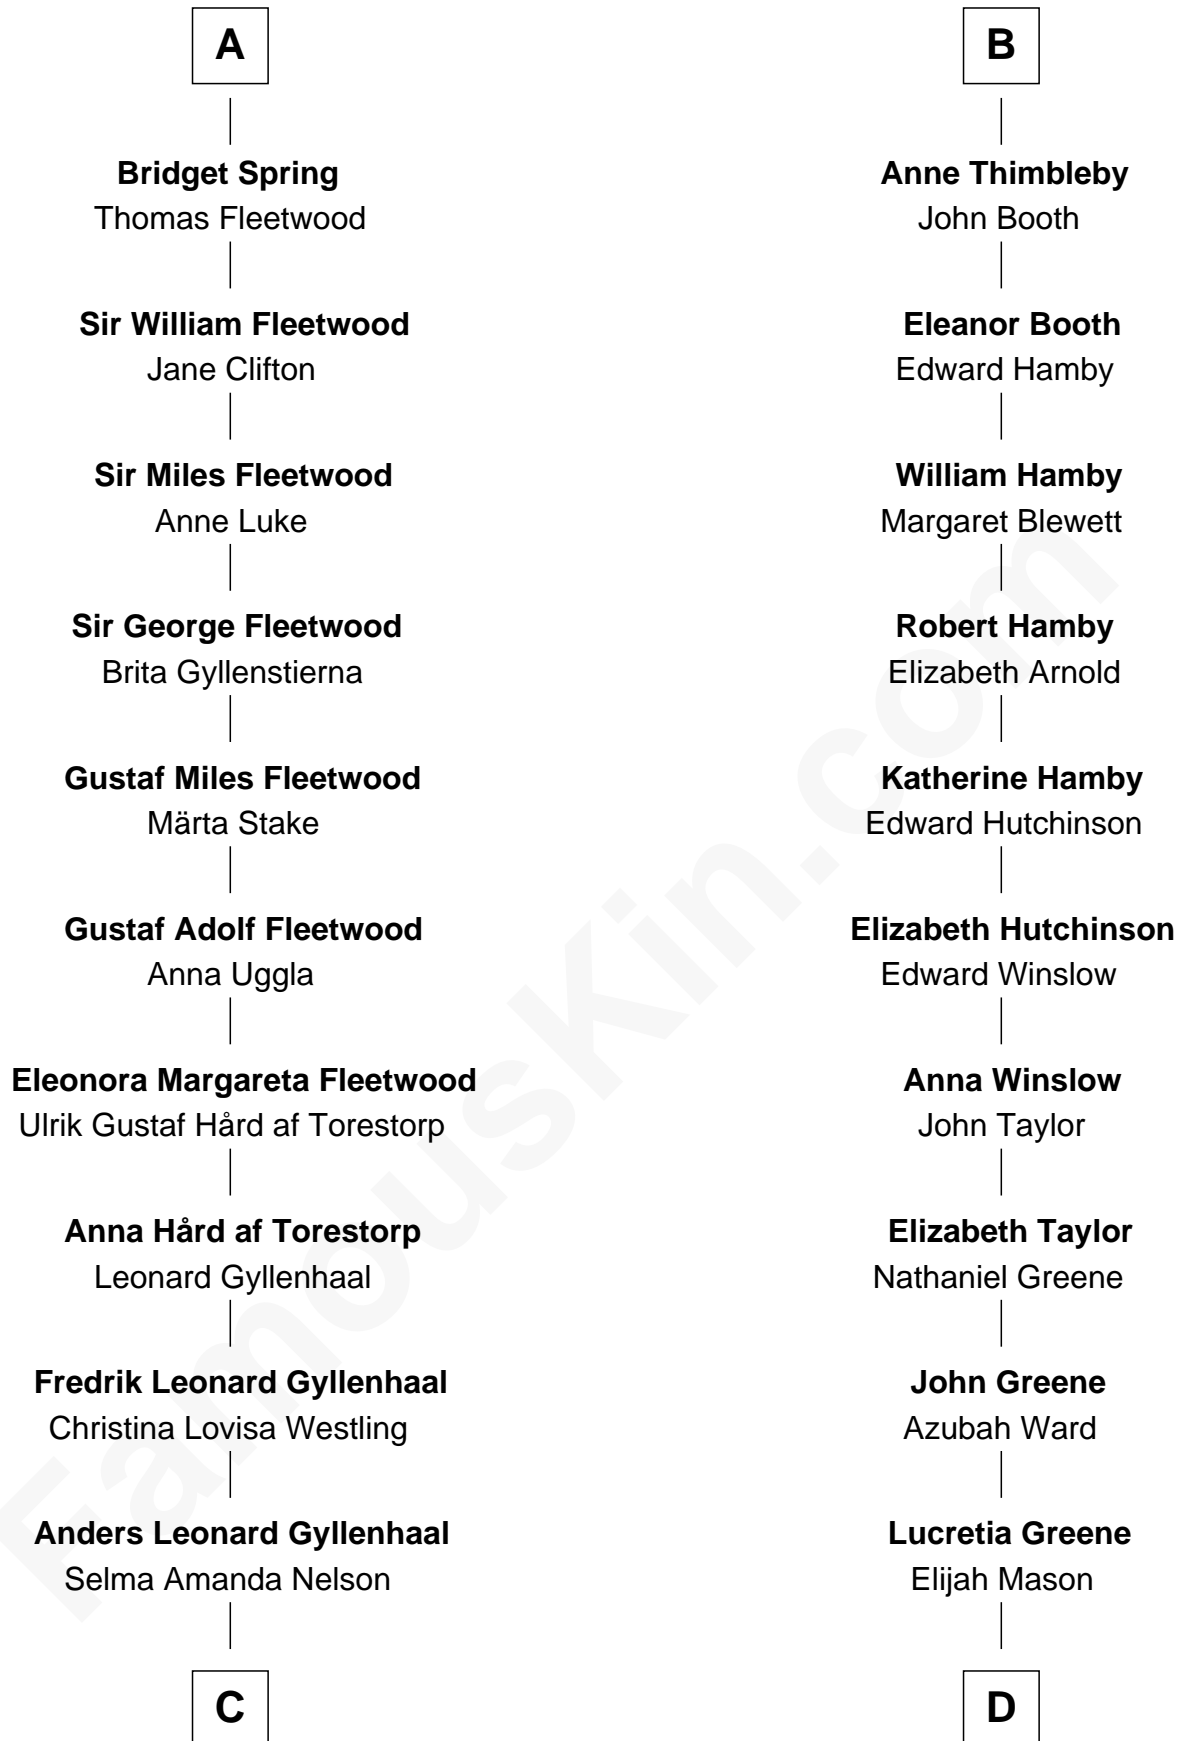 A
Bridget Spring
Thomas Fleetwood
Sir William Fleetwood
Jane Clifton
Sir Miles Fleetwood
Anne Luke
Sir George Fleetwood
Brita Gyllenstierna
Gustaf Miles Fleetwood
Märta Stake
Gustaf Adolf Fleetwood
Anna Uggla
Eleonora Margareta Fleetwood
Ulrik Gustaf Hård af Torestorp
Anna Hård af Torestorp
Leonard Gyllenhaal
Fredrik Leonard Gyllenhaal
Christina Lovisa Westling
Anders Leonard Gyllenhaal
Selma Amanda Nelson
C
B
Anne Thimbleby
John Booth
Eleanor Booth
Edward Hamby
William Hamby
Margaret Blewett
Robert Hamby
Elizabeth Arnold
Katherine Hamby
Edward Hutchinson
Elizabeth Hutchinson
Edward Winslow
Anna Winslow
John Taylor
Elizabeth Taylor
Nathaniel Greene
John Greene
Azubah Ward
Lucretia Greene
Elijah Mason
D
FamousKin.com